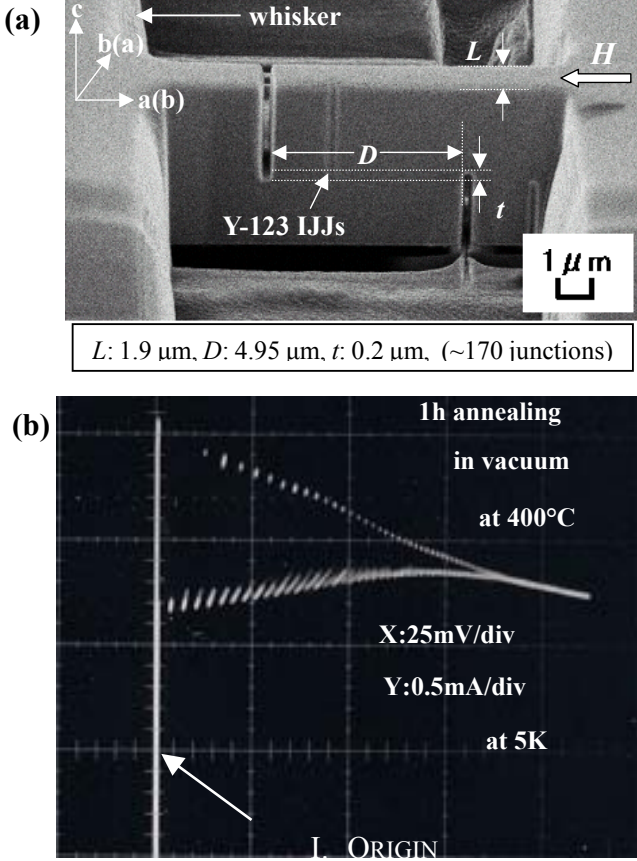 (a)
c
whisker
b(a)
a(b)
L
H
D
t
Y-123 IJJs
1 μm
L: 1.9 μm, D: 4.95 μm, t: 0.2 μm, (~170 junctions)
(b)
1h annealing
in vacuum
at 400°C
X:25mV/div
Y:0.5mA/div
at 5K
I. ORIGIN